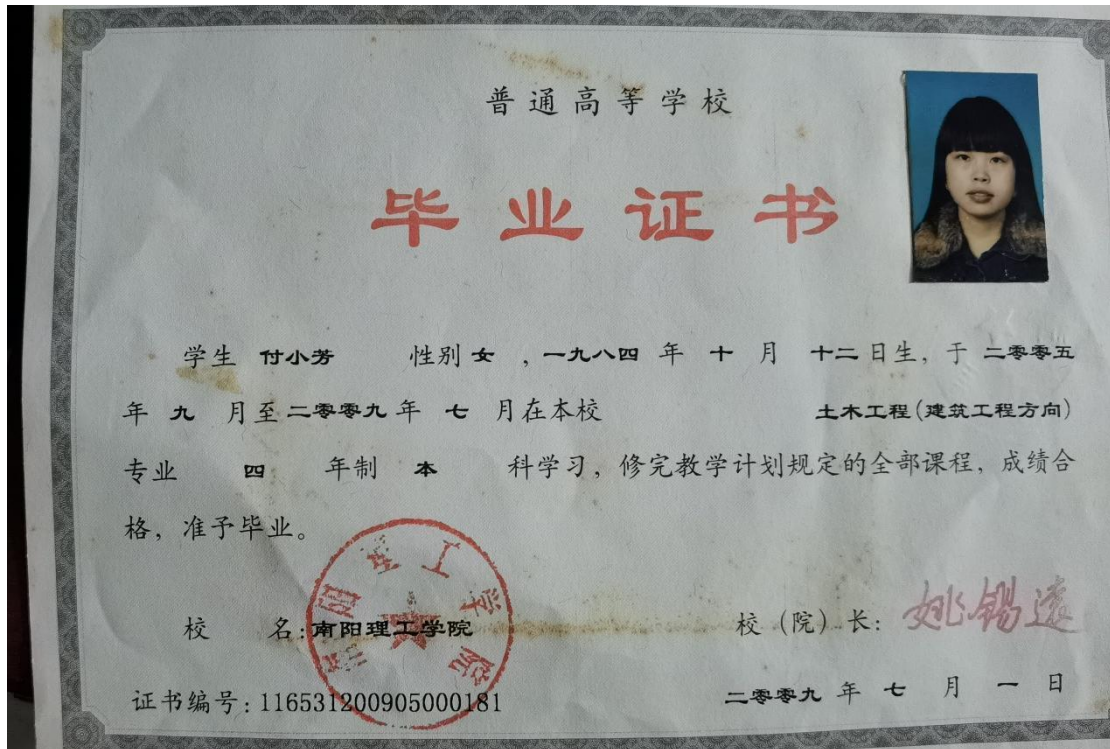 普通高等学校
毕业证书
学生 付小芳 性别 女 ，一九八四 年 十 月 十二 日生，于 二零零五
年 九 月至 二零零九 年 七 月在本校 土木工程(建筑工程方向)
专业 四 年制 本 科学习，修完教学计划规定的全部课程，成绩合
格，准予毕业。
南阳理工学院
校 名:南阳理工学院 校（院）长：姚锡远
证书编号：116531200905000181 二零零九 年 七 月 一 日